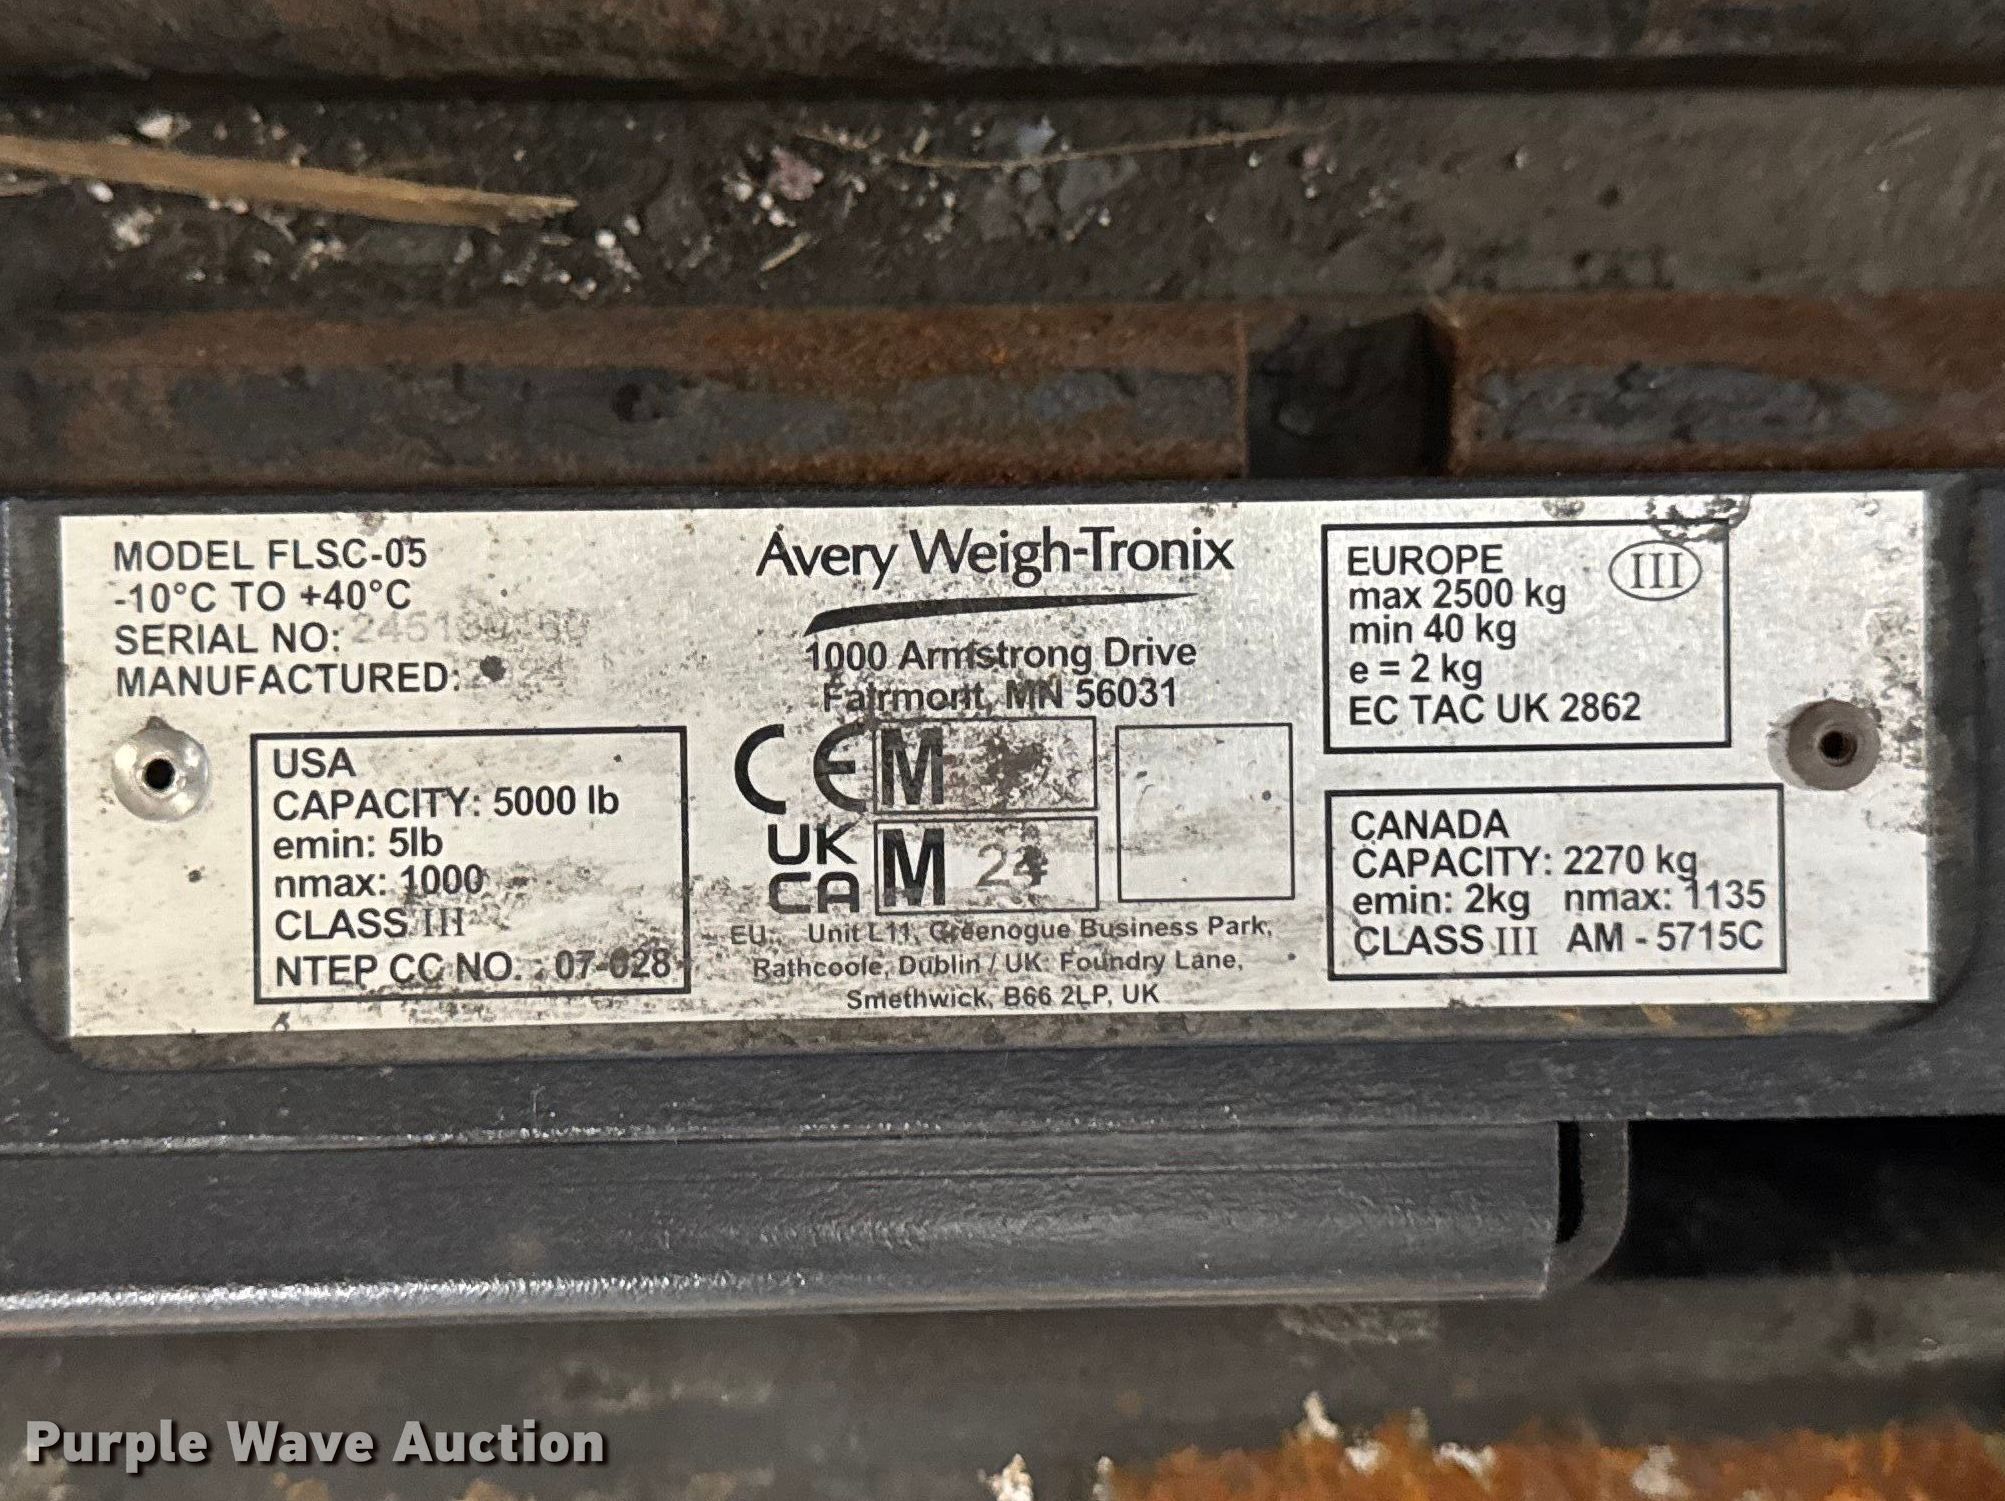 MODEL FLSC-05
-10°C TO +40°C
SERIAL NO:
MANUFACTURED:
USA
CAPACITY: 5000 lb
emin: 5lb
nmax: 1000
CLASS III
NTEP CC NO. : 07-028
Avery Weigh-Tronix
1000 Armstrong Drive
Fairmont, MN 56031
CE M
UK
CA M 24
EU: Unit L11, Greenogue Business Park,
Rathcoole, Dublin / UK: Foundry Lane,
Smethwick, B66 2LP, UK
EUROPE III
max 2500 kg
min 40 kg
e = 2 kg
EC TAC UK 2862
CANADA
CAPACITY: 2270 kg
emin: 2kg nmax: 1135
CLASS III AM - 5715C
Purple Wave Auction